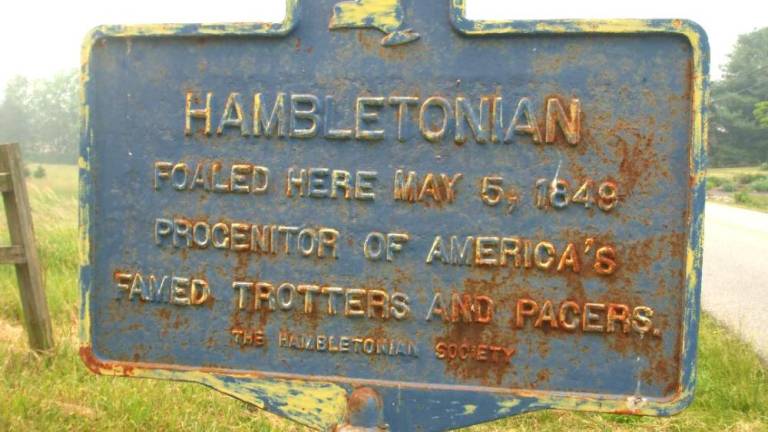 HAMBLETONIAN
FOALED HERE MAY 5, 1849
PROGENITOR OF AMERICA'S
FAMED TROTTERS AND PACERS.
THE HAMBLETONIAN SOCIETY